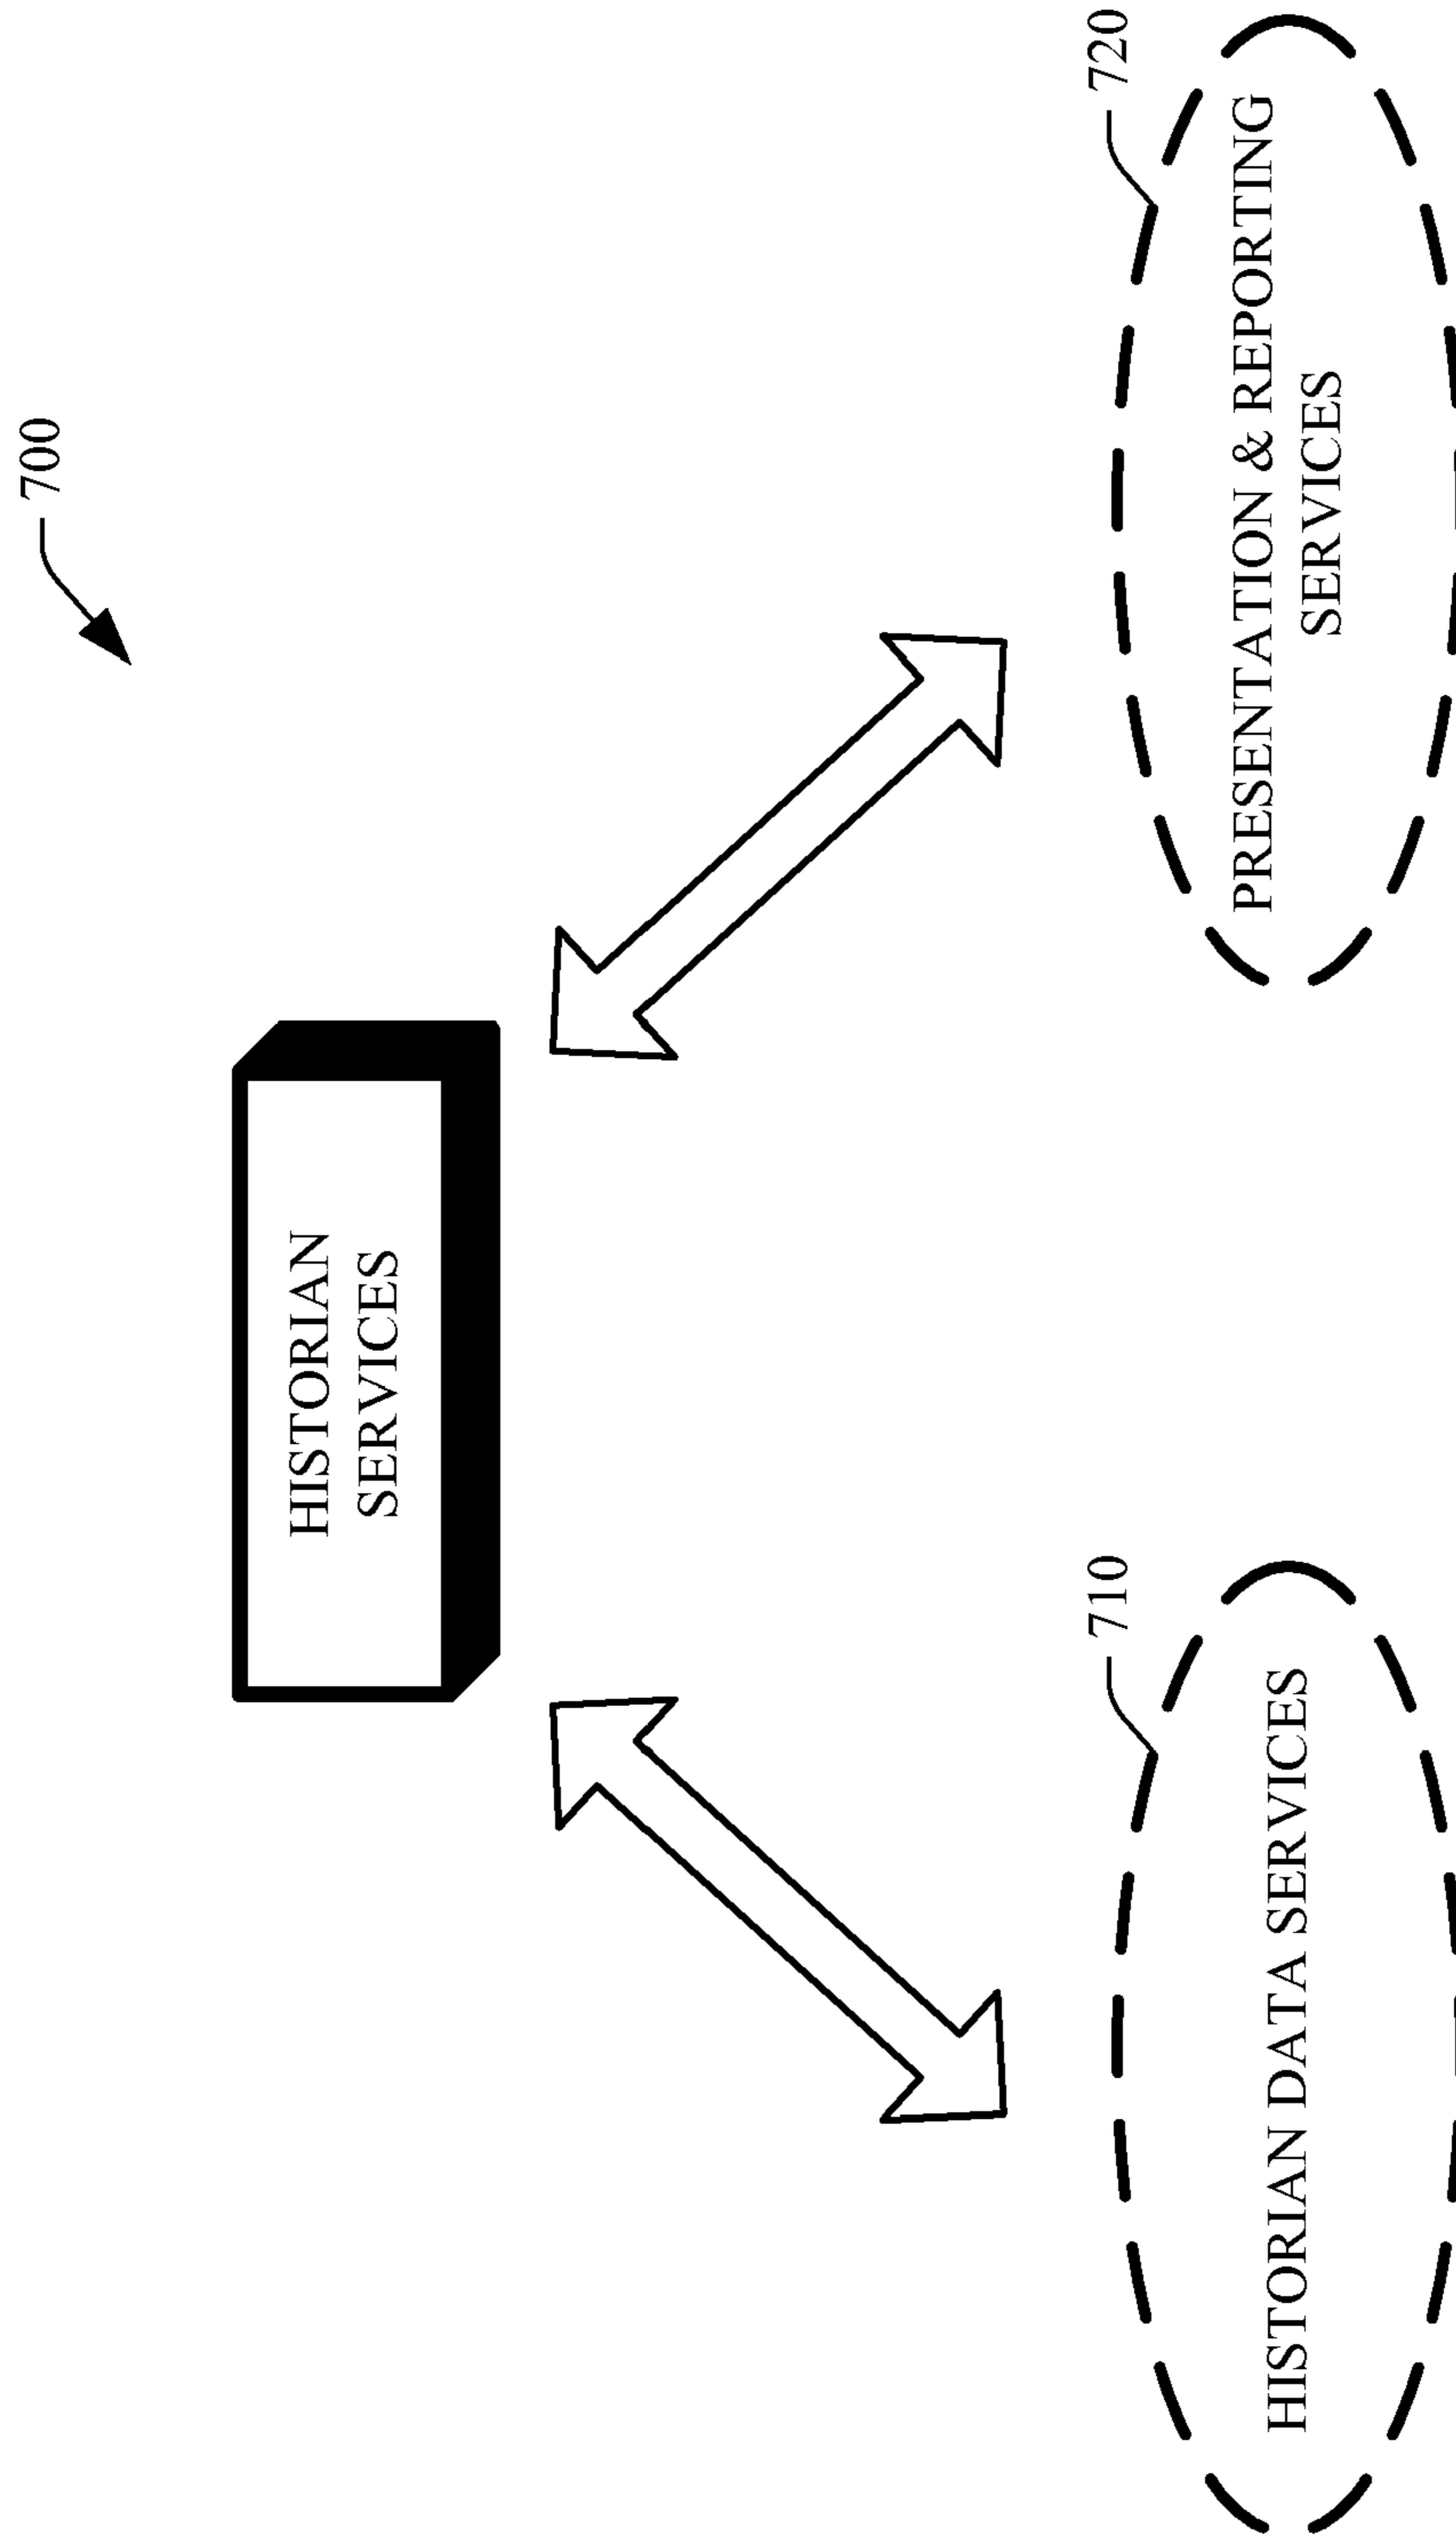 700
HISTORIAN
SERVICES
710
HISTORIAN DATA SERVICES
720
PRESENTATION & REPORTING
SERVICES